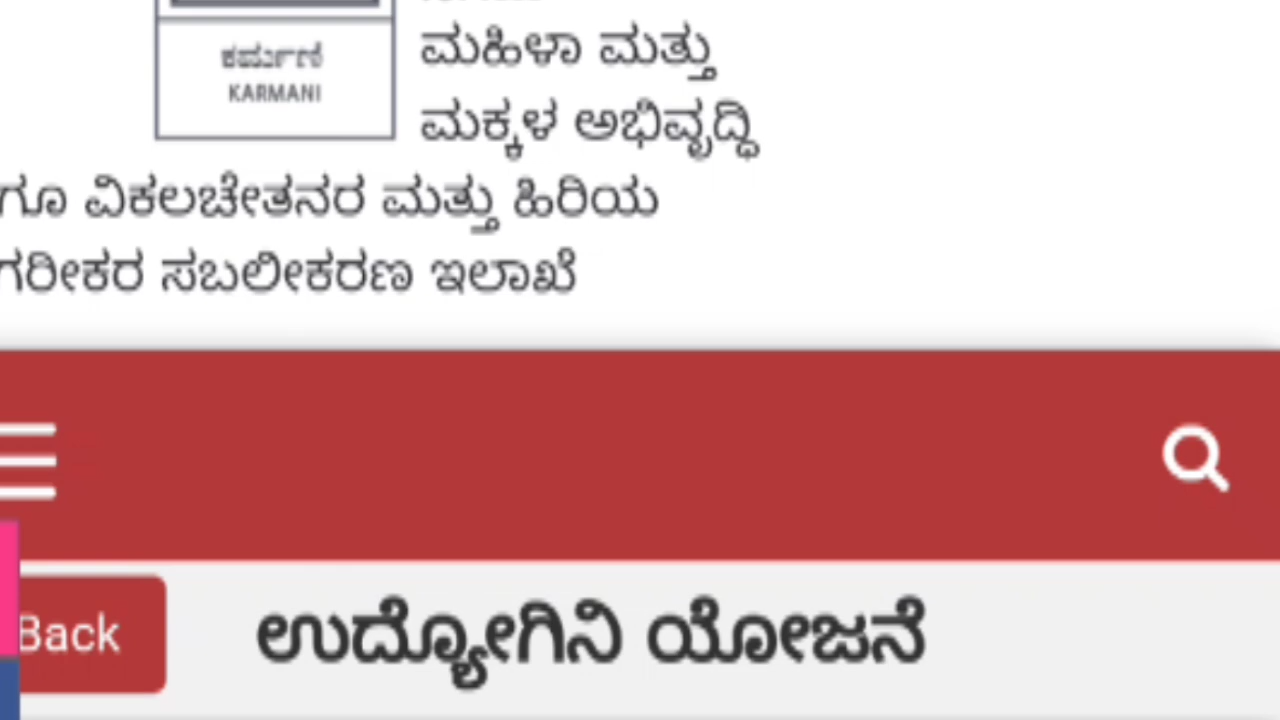 ಕರ್ಮಣಿ
KARMANI
ಮಹಿಳಾ ಮತ್ತು
ಮಕ್ಕಳ ಅಭಿವೃದ್ಧಿ
ಗೂ ವಿಕಲಚೇತನರ ಮತ್ತು ಹಿರಿಯ
ಗರೀಕರ ಸಬಲೀಕರಣ ಇಲಾಖೆ
Back
ಉದ್ಯೋಗಿನಿ ಯೋಜನೆ